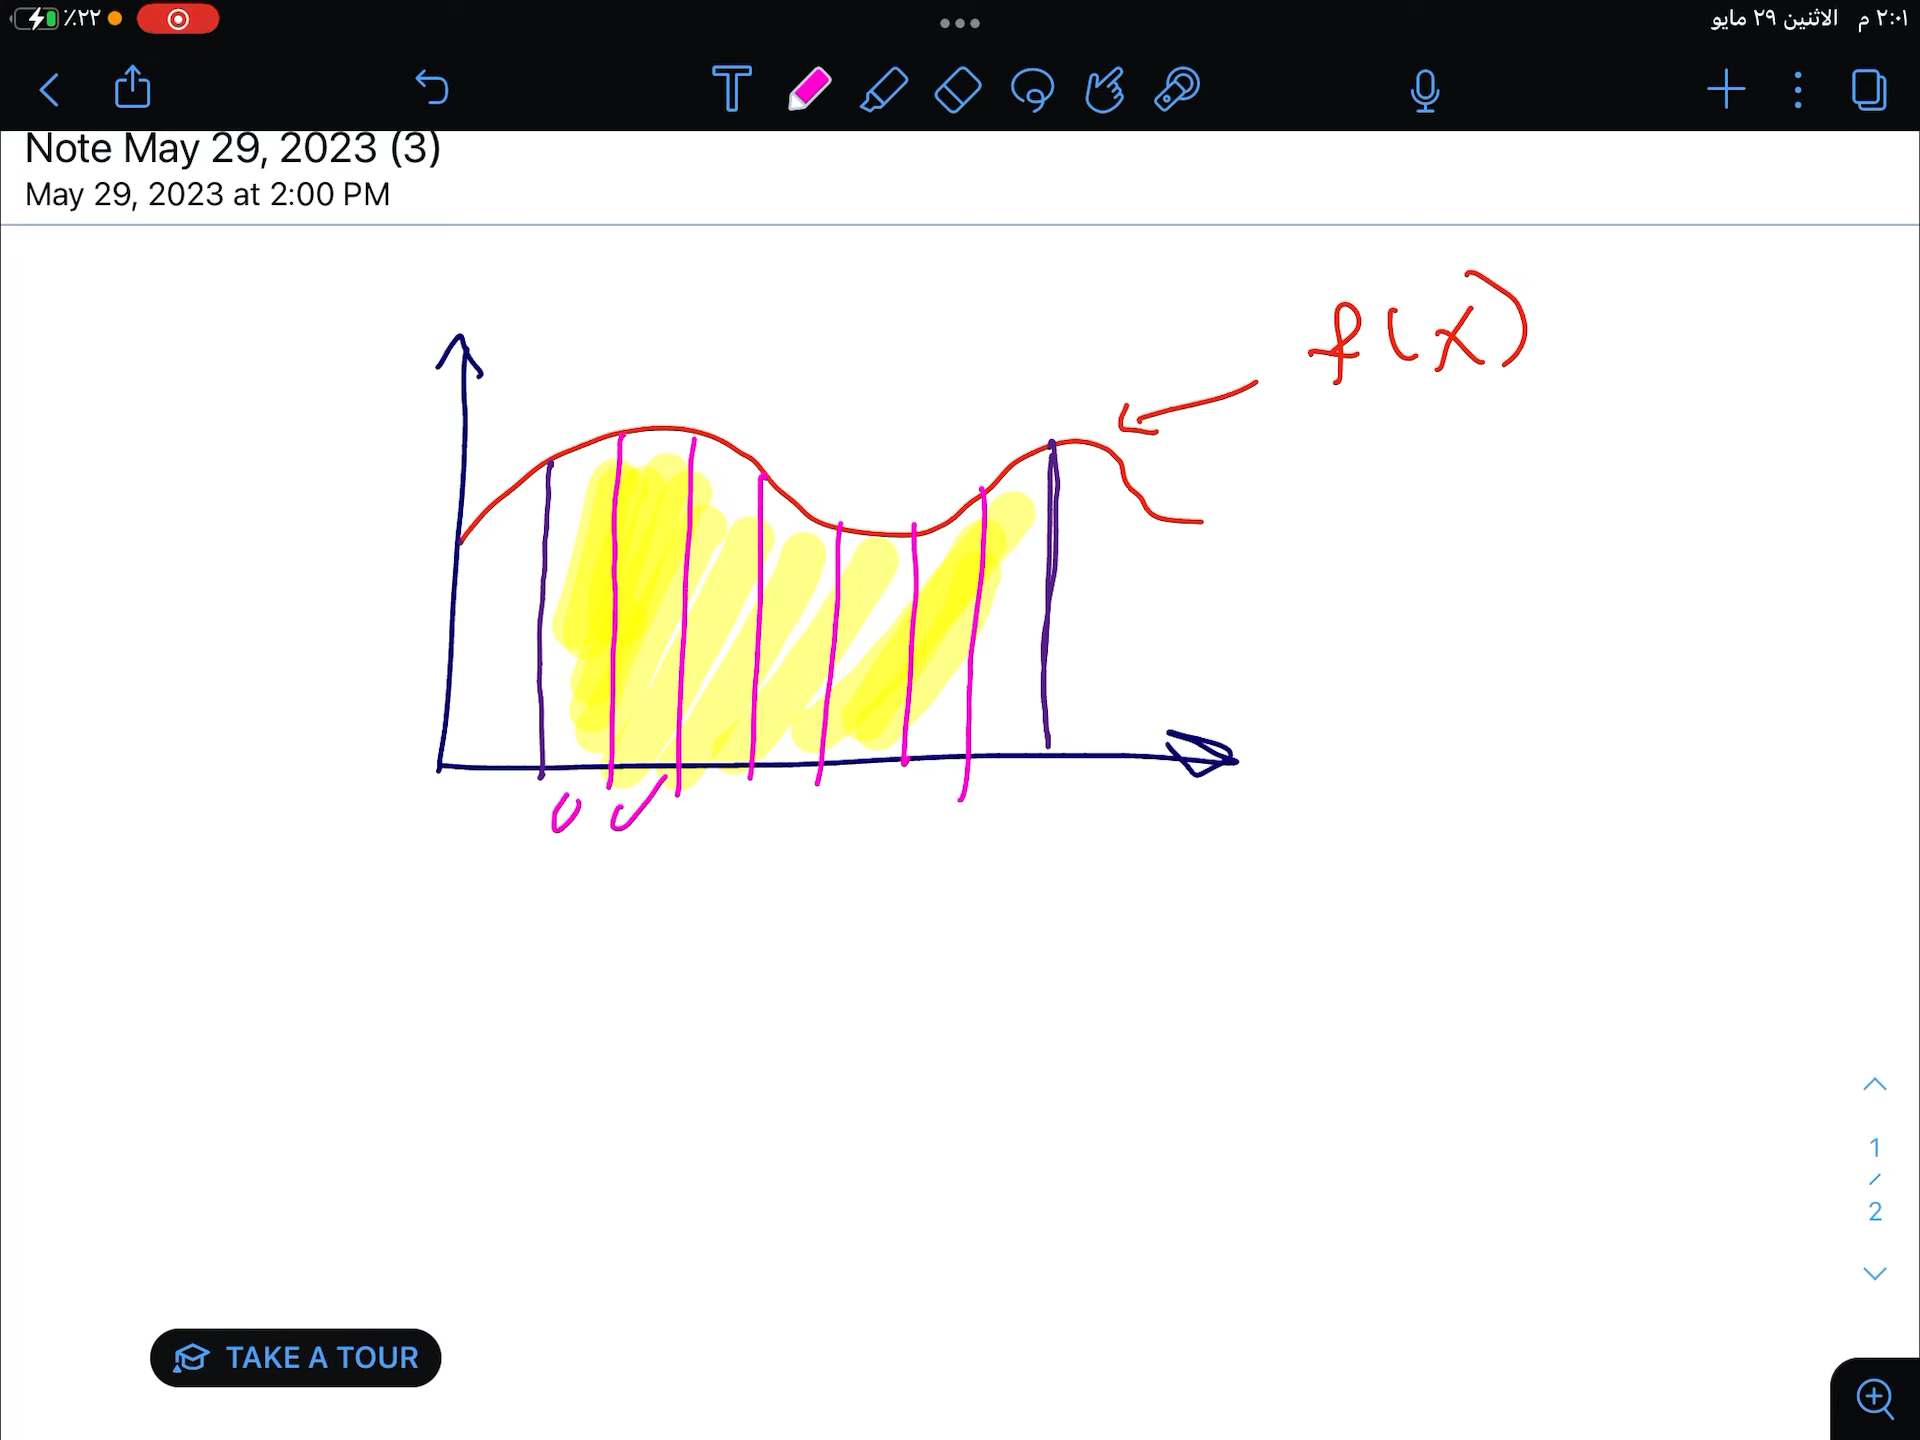 ٪٢٢
الاثنين ٢٩ مايو ٢:٠١ م
T
Note May 29, 2023 (3)
May 29, 2023 at 2:00 PM
f(x)
1
/
2
TAKE A TOUR